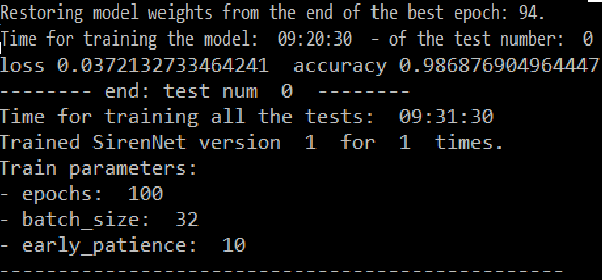 Restoring model weights from the end of the best epoch: 94.
Time for training the model:  09:20:30  - of the test number:  0
loss 0.0372132733464241  accuracy 0.986876904964447
-------- end: test num  0  --------
Time for training all the tests:  09:31:30
Trained SirenNet version  1  for  1  times.
Train parameters:
- epochs:  100
- batch_size:  32
- early_patience:  10
-------------------------------------------